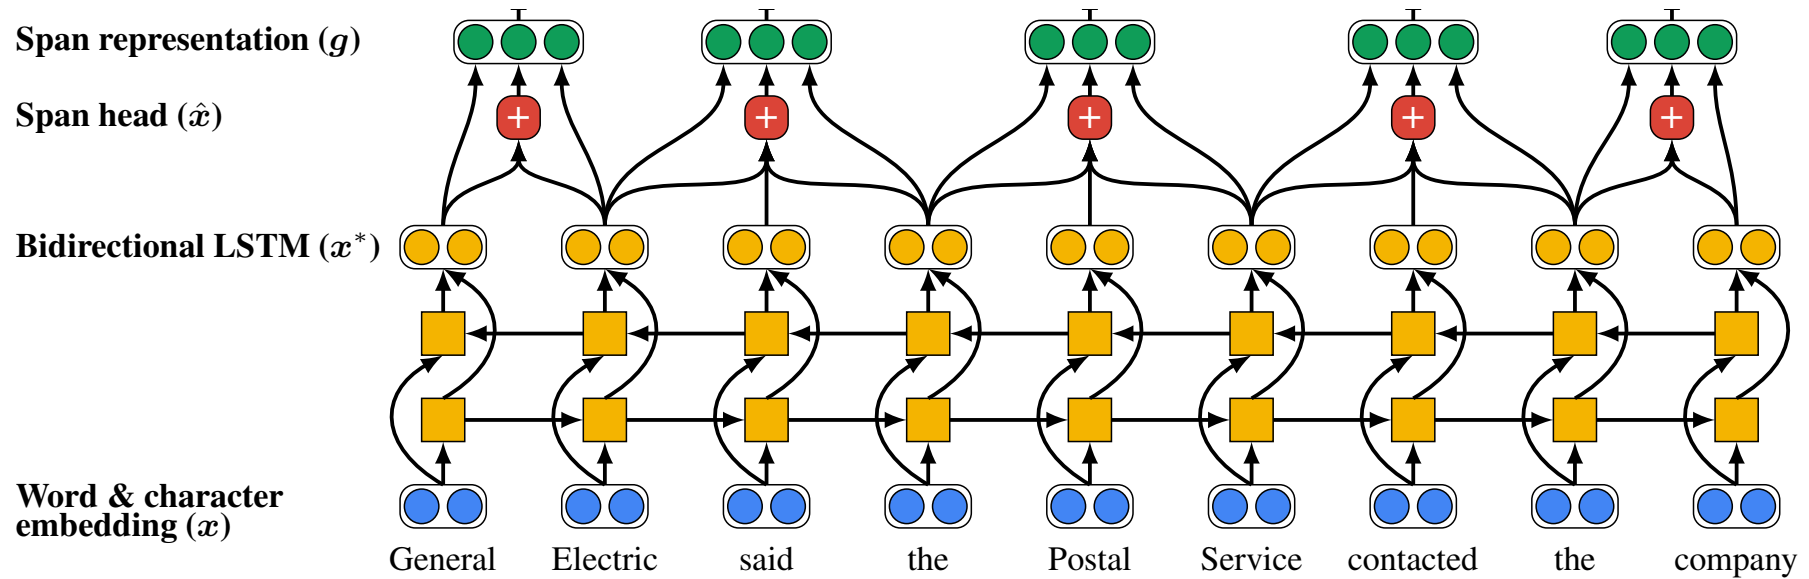 Span representation (g)
Span head (x̂)
+ + + + +
Bidirectional LSTM (x*)
Word & character
embedding (x)
General Electric said the Postal Service contacted the company